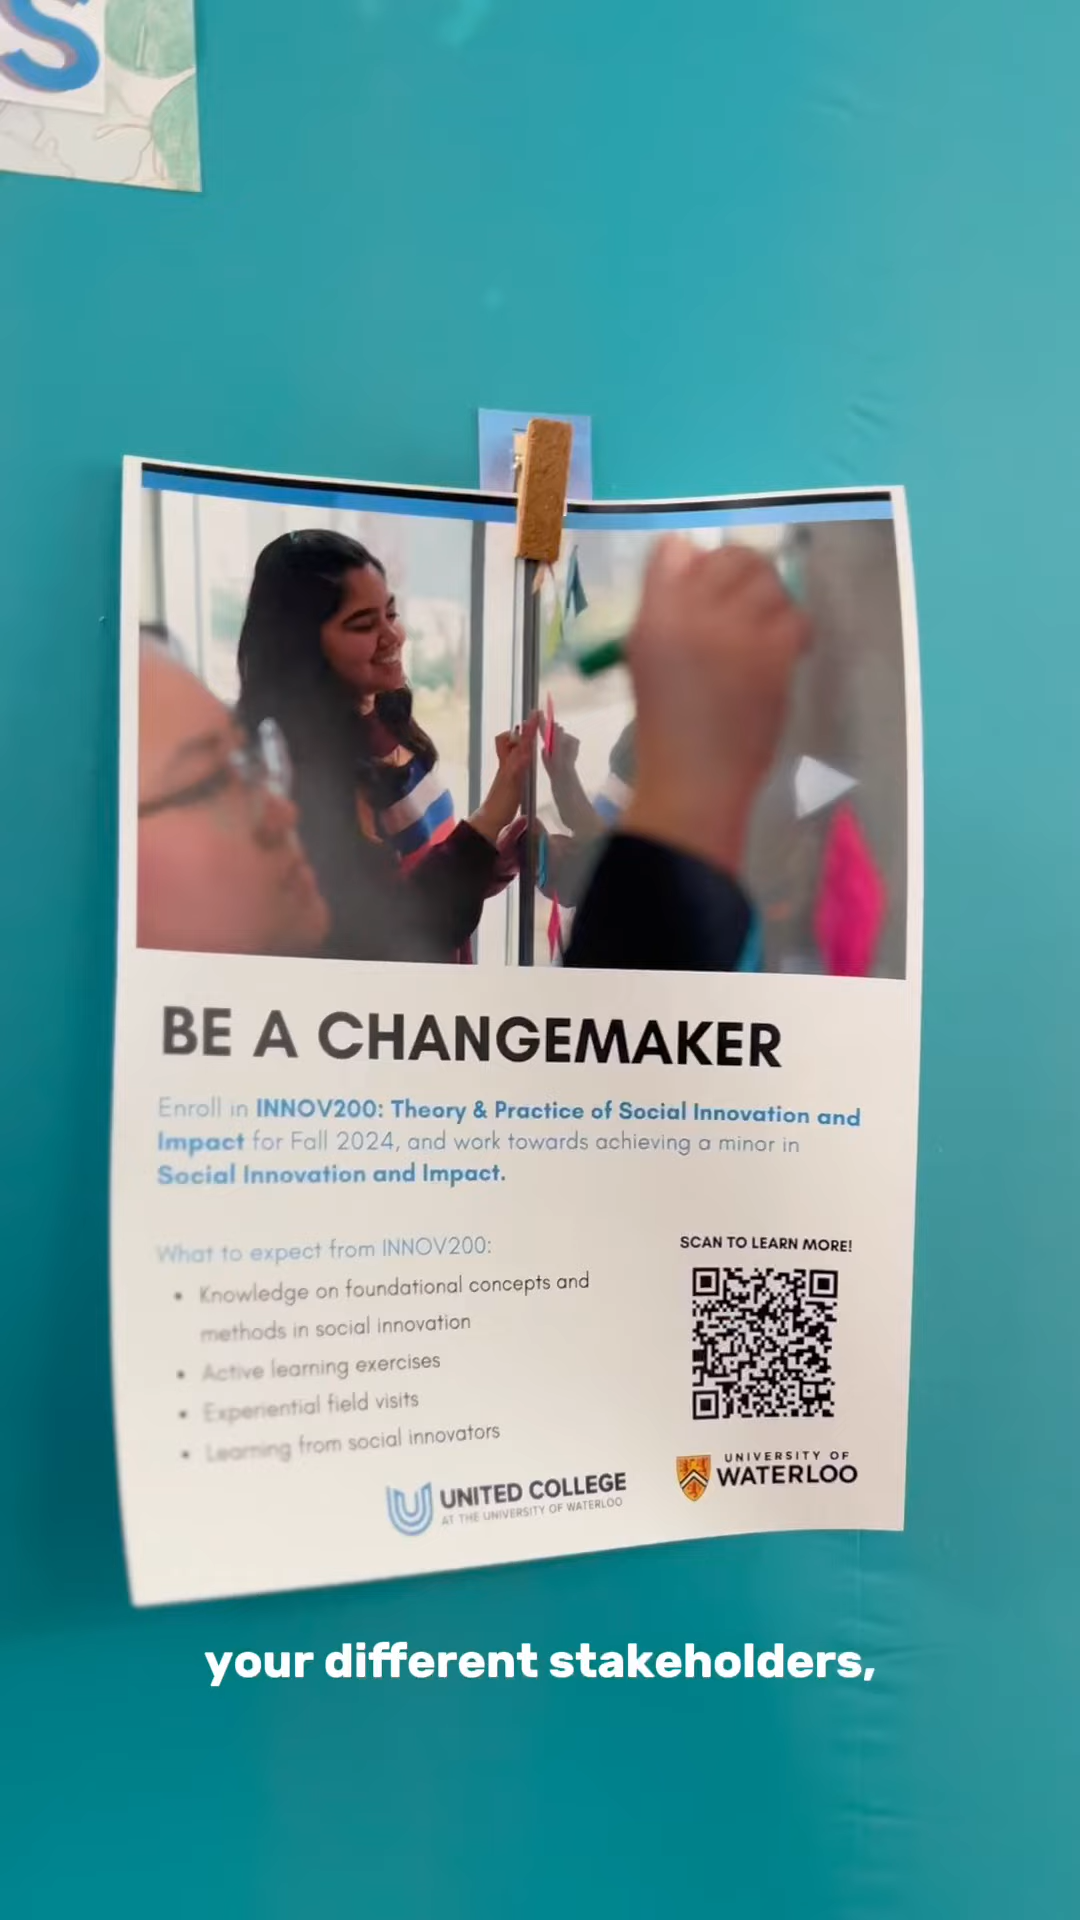 S
BE A CHANGEMAKER
Enroll in INNOV200: Theory & Practice of Social Innovation and
Impact for Fall 2024, and work towards achieving a minor in
Social Innovation and Impact.
What to expect from INNOV200:
• Knowledge on foundational concepts and
methods in social innovation
• Active learning exercises
• Experiential field visits
• Learning from social innovators
SCAN TO LEARN MORE!
UNITED COLLEGE
AT THE UNIVERSITY OF WATERLOO
UNIVERSITY OF
WATERLOO
your different stakeholders,